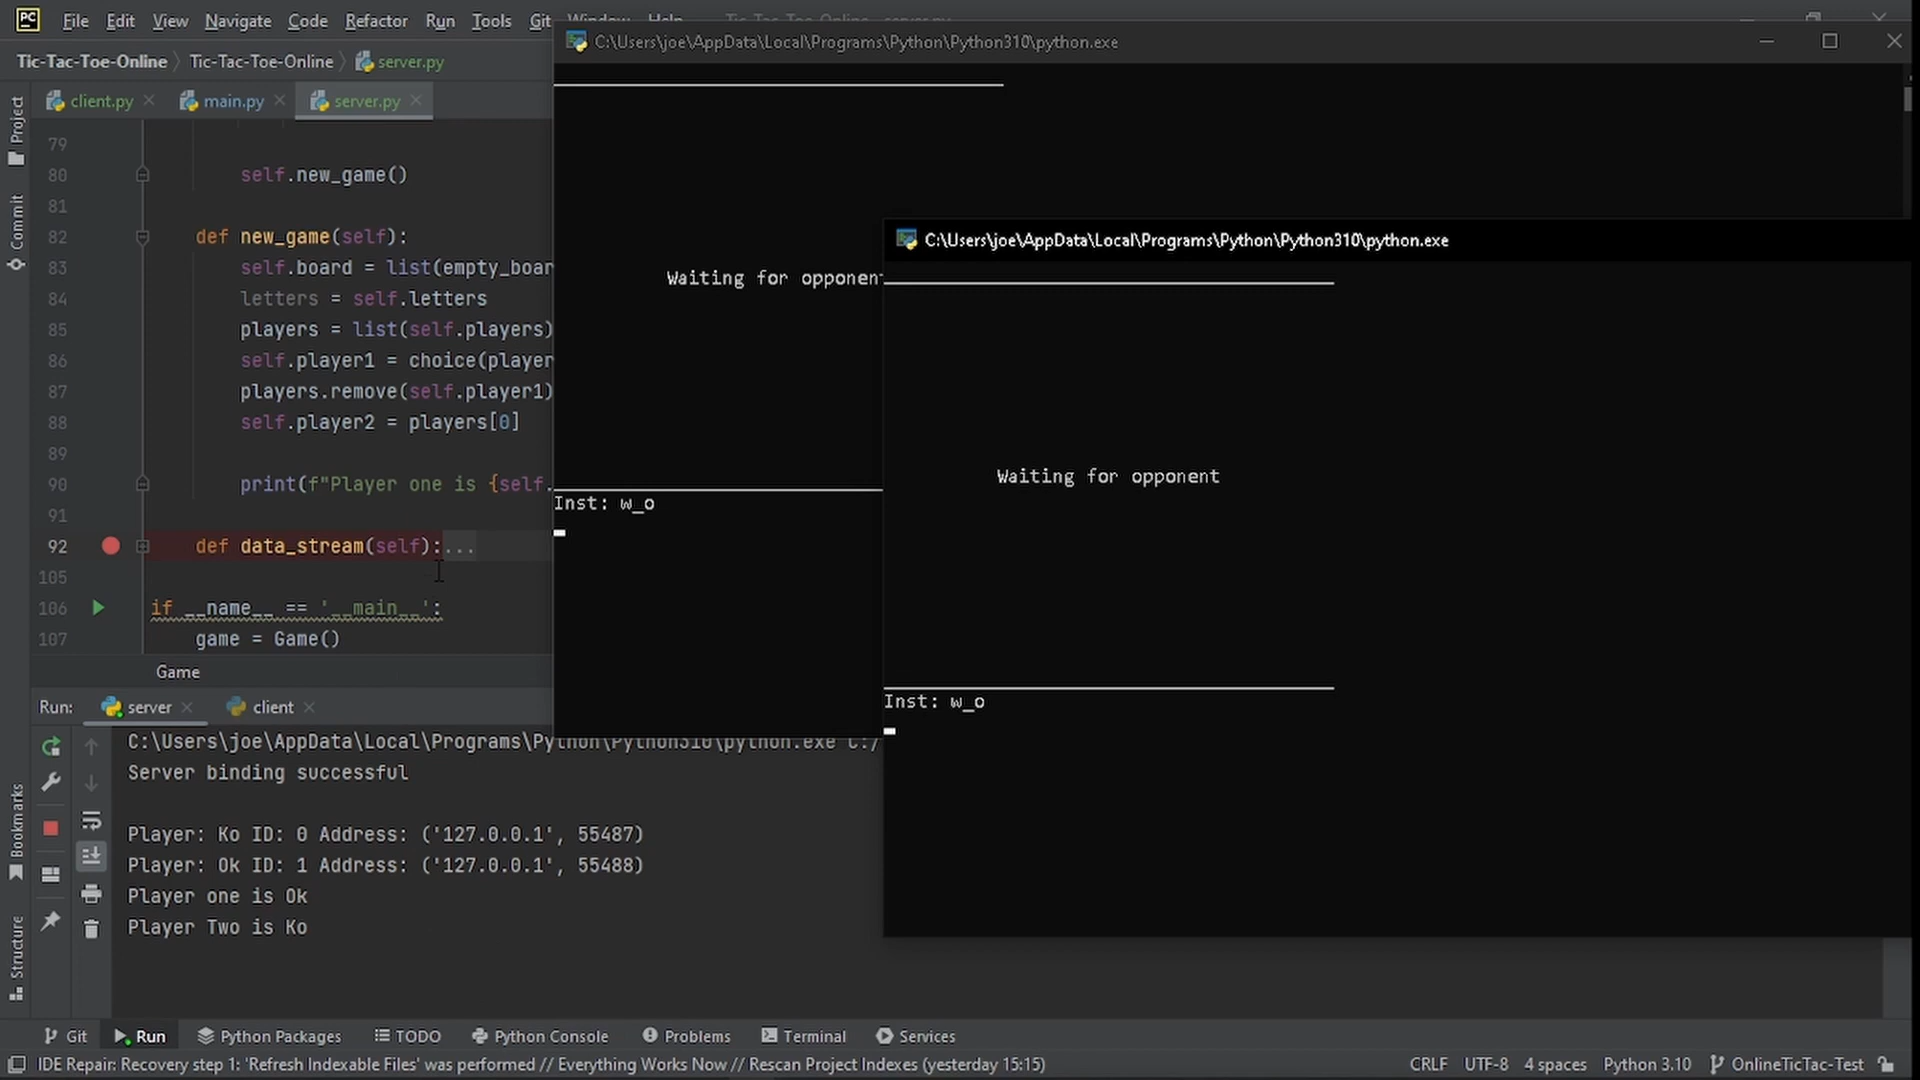 File Edit View Navigate Code Refactor Run Tools Git Window Help Tic-Tac-Toe-Online - server.py
Tic-Tac-Toe-Online Tic-Tac-Toe-Online server.py
client.py main.py server.py
Project
Commit
Bookmarks
Structure
79
80 self.new_game()
81
82 def new_game(self):
83 self.board = list(empty_boar
84 letters = self.letters
85 players = list(self.players)
86 self.player1 = choice(player
87 players.remove(self.player1)
88 self.player2 = players[0]
89
90 print(f"Player one is {self.
91
92 def data_stream(self):...
105
106 if __name__ == '__main__':
107 game = Game()
Game
C:\Users\joe\AppData\Local\Programs\Python\Python310\python.exe
Waiting for opponent
Inst: w_o
C:\Users\joe\AppData\Local\Programs\Python\Python310\python.exe
Waiting for opponent
Inst: w_o
Run: server client
C:\Users\joe\AppData\Local\Programs\Python\Python310\python.exe C:/
Server binding successful
Player: Ko ID: 0 Address: ('127.0.0.1', 55487)
Player: Ok ID: 1 Address: ('127.0.0.1', 55488)
Player one is Ok
Player Two is Ko
Git Run Python Packages TODO Python Console Problems Terminal Services
IDE Repair: Recovery step 1: 'Refresh Indexable Files' was performed // Everything Works Now // Rescan Project Indexes (yesterday 15:15) CRLF UTF-8 4 spaces Python 3.10 OnlineTicTac-Test